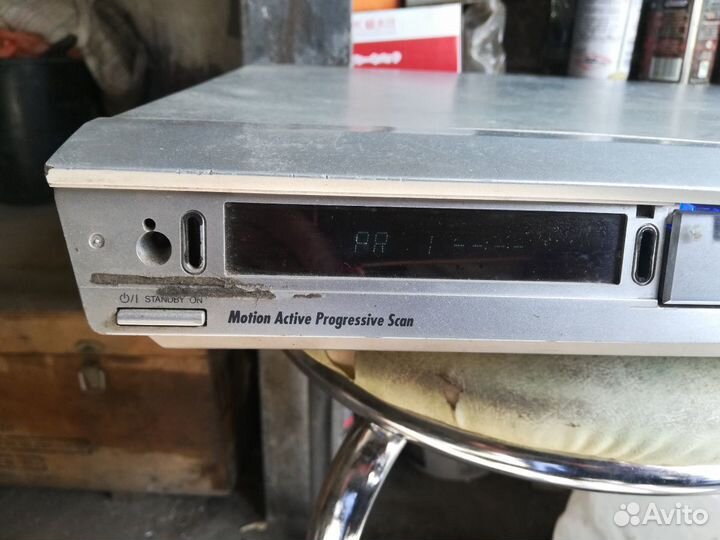 PR 1 --:--
⏻/I STANDBY ON
Motion Active Progressive Scan
Avito